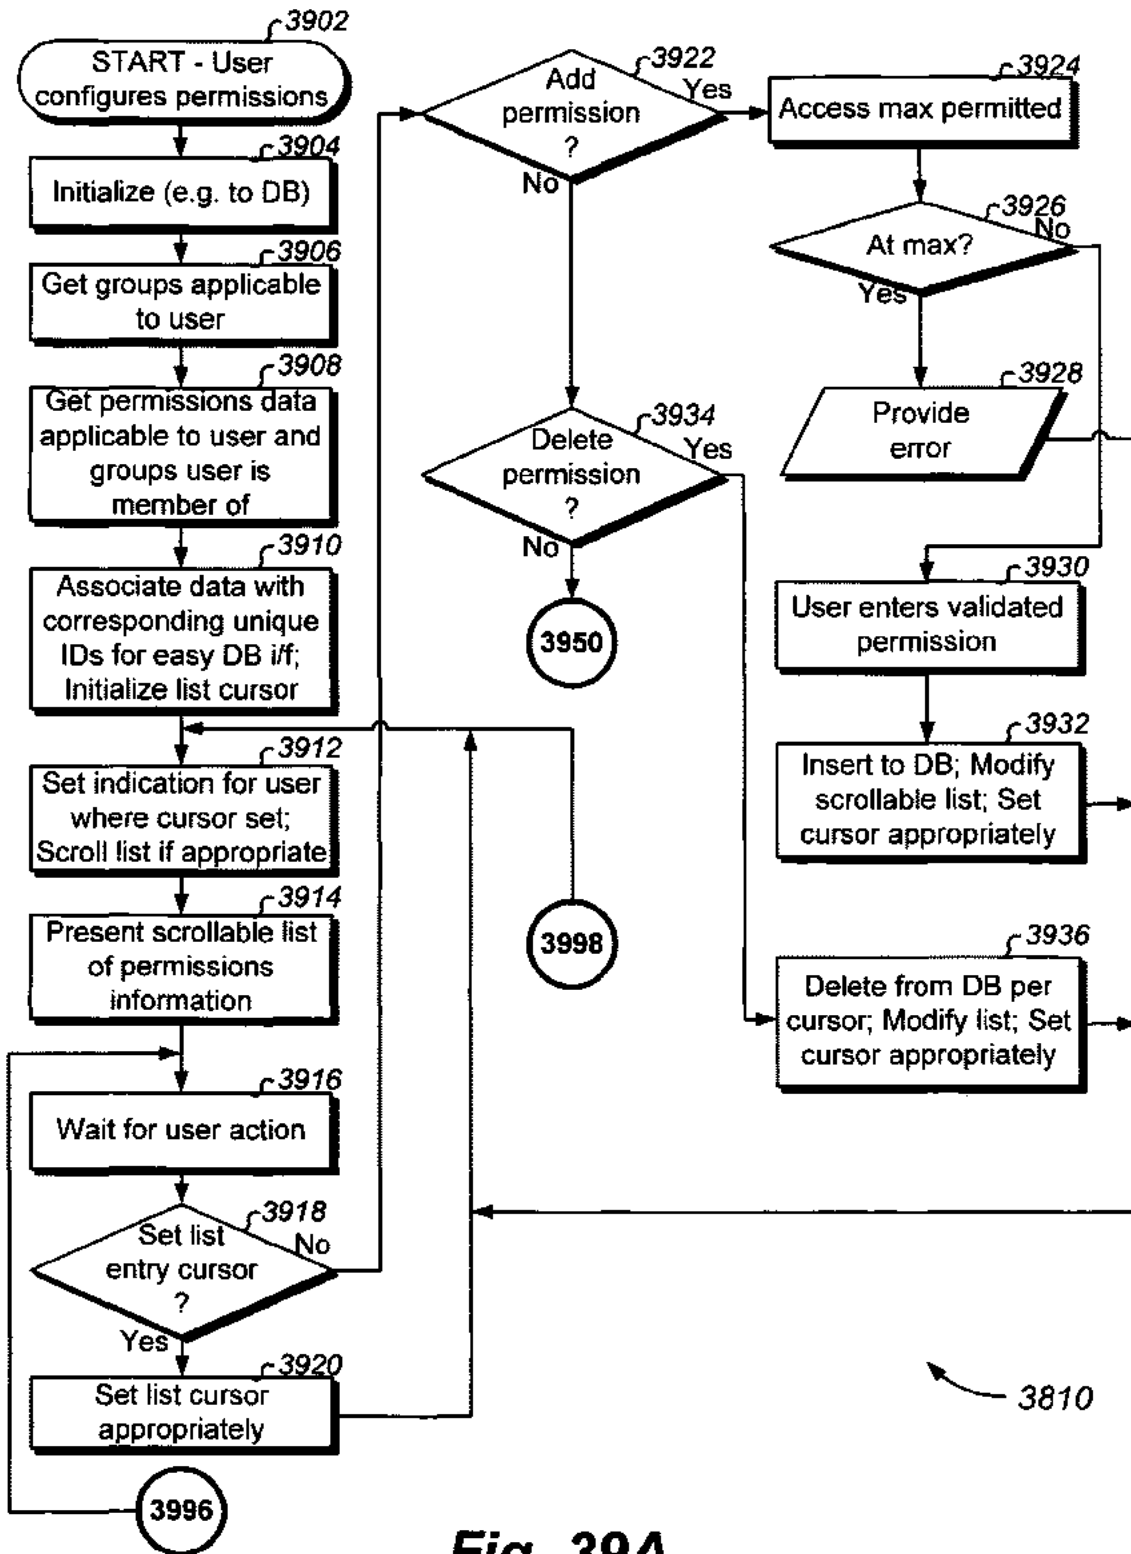 3902
START - User
configures permissions
3904
Initialize (e.g. to DB)
3906
Get groups applicable
to user
3908
Get permissions data
applicable to user and
groups user is
member of
3910
Associate data with
corresponding unique
IDs for easy DB i/f;
Initialize list cursor
3912
Set indication for user
where cursor set;
Scroll list if appropriate
3914
Present scrollable list
of permissions
information
3916
Wait for user action
3918
Set list
entry cursor
?
No
Yes
3920
Set list cursor
appropriately
3996
3922
Add
permission
?
Yes
No
3934
Delete
permission
?
Yes
No
3950
3998
3924
Access max permitted
3926
At max?
No
Yes
3928
Provide
error
3930
User enters validated
permission
3932
Insert to DB; Modify
scrollable list; Set
cursor appropriately
3936
Delete from DB per
cursor; Modify list; Set
cursor appropriately
3810
Fig. 39A